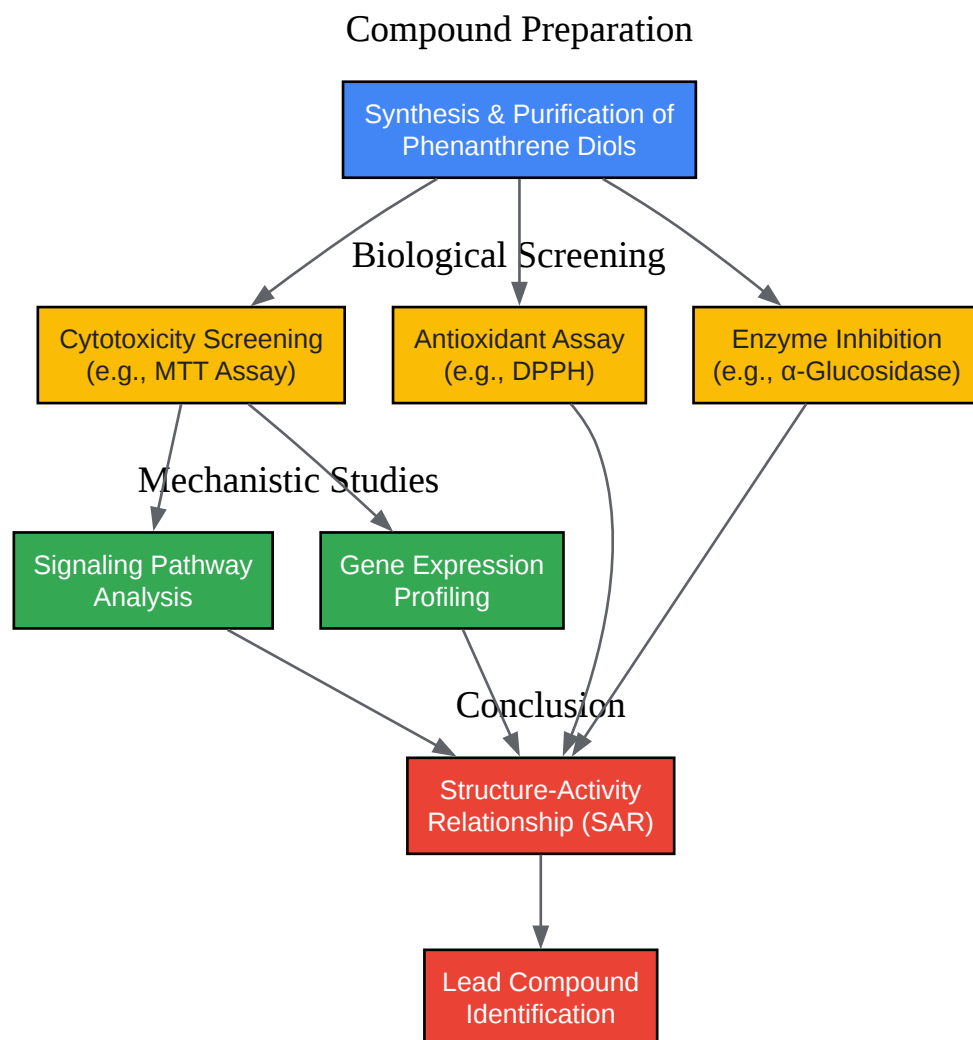 Compound Preparation
Synthesis & Purification of
Phenanthrene Diols
Biological Screening
Cytotoxicity Screening
(e.g., MTT Assay)
Antioxidant Assay
(e.g., DPPH)
Enzyme Inhibition
(e.g., α-Glucosidase)
Mechanistic Studies
Signaling Pathway
Analysis
Gene Expression
Profiling
Conclusion
Structure-Activity
Relationship (SAR)
Lead Compound
Identification